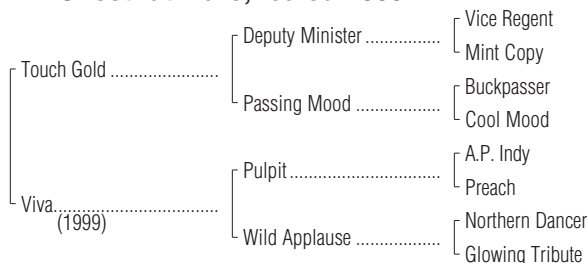 Vice Regent
Deputy Minister ..................
Mint Copy
Touch Gold ..........................
Buckpasser
Passing Mood ....................
Cool Mood
A.P. Indy
Pulpit ....................................
Preach
Viva........................................
(1999)
Northern Dancer
Wild Applause ....................
Glowing Tribute